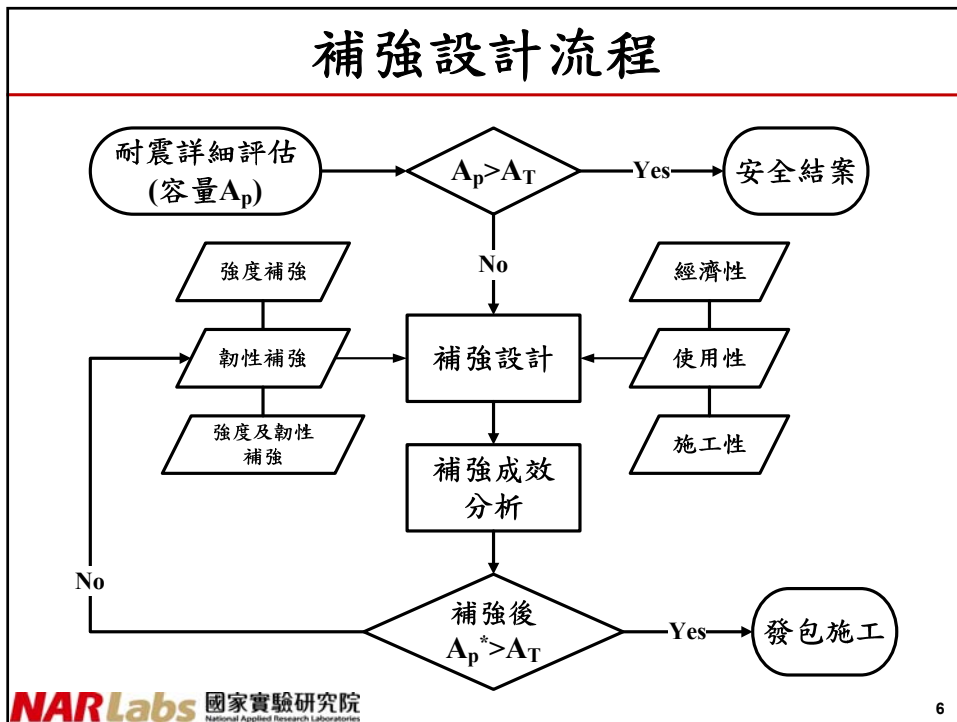 補強設計流程
耐震詳細評估
(容量Ap)
Ap>AT
Yes
安全結案
No
強度補強
韌性補強
強度及韌性
補強
補強設計
經濟性
使用性
施工性
補強成效
分析
No
補強後
Ap*>AT
Yes
發包施工
NARLabs 國家實驗研究院
National Applied Research Laboratories
6